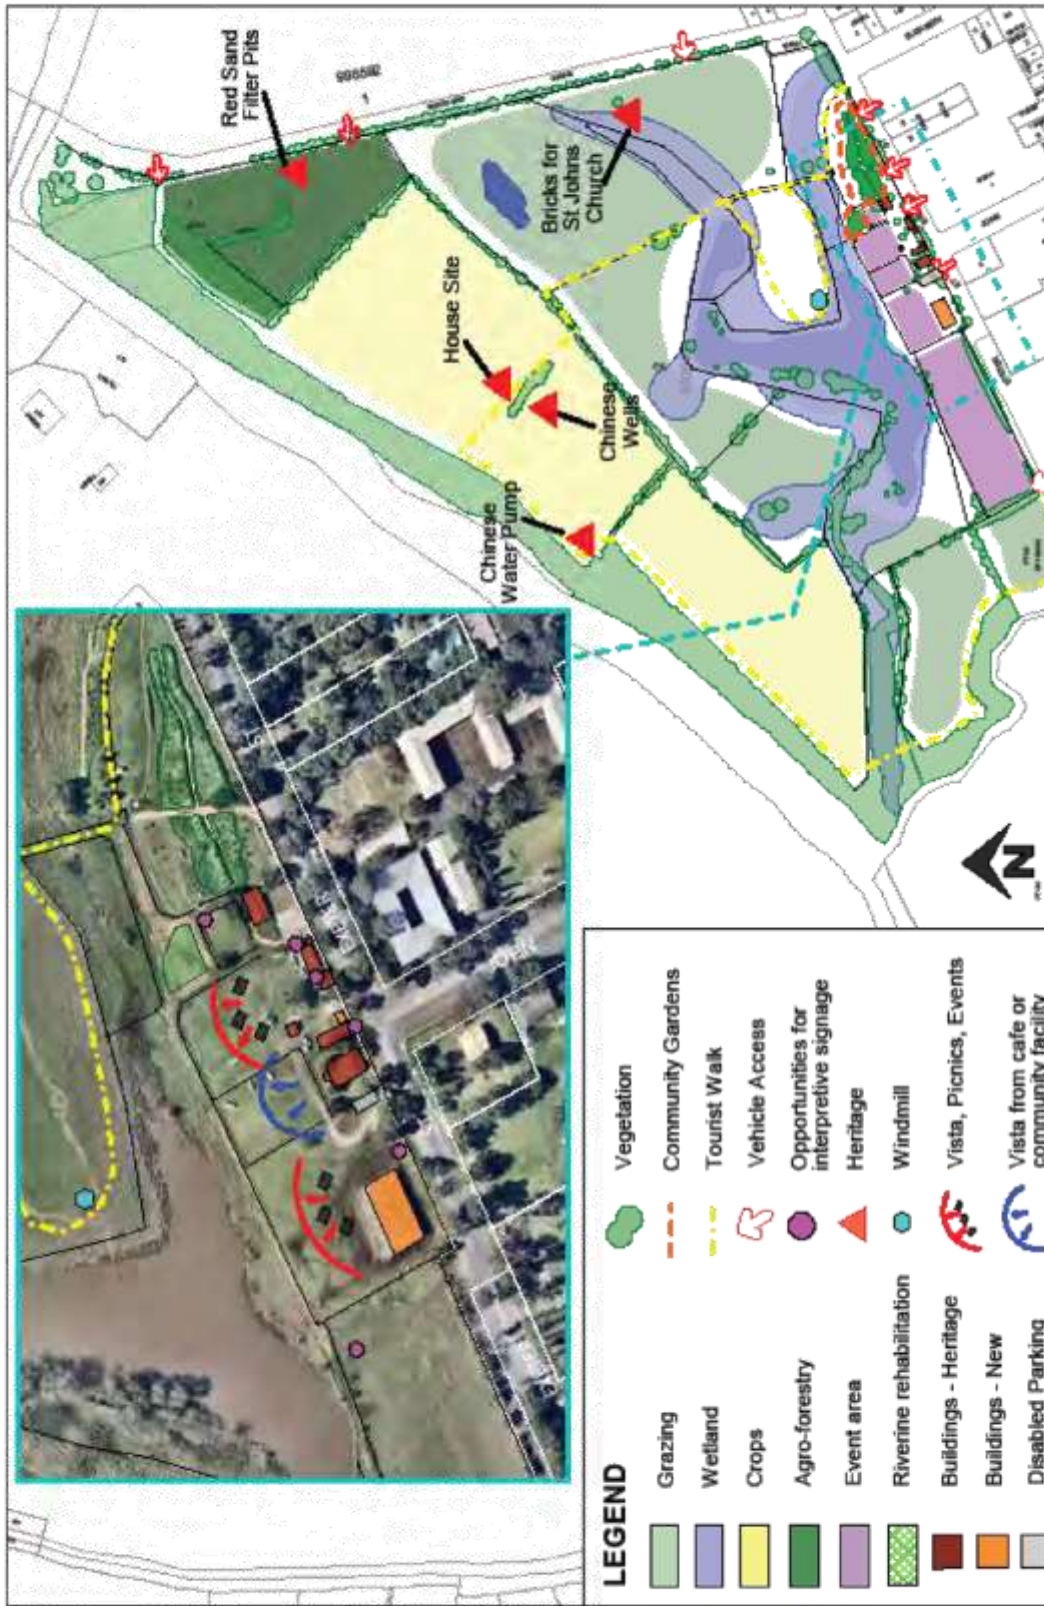 Red Sand
Filter Pits
House Site
Chinese
Wells
Chinese
Water Pump
Bricks for
St Johns
Church
N
LEGEND
Grazing
Wetland
Crops
Agro-forestry
Event area
Riverine rehabilitation
Buildings - Heritage
Buildings - New
Disabled Parking
Vegetation
Community Gardens
Tourist Walk
Vehicle Access
Opportunities for
interpretive signage
Heritage
Windmill
Vista, Picnics, Events
Vista from cafe or
community facility